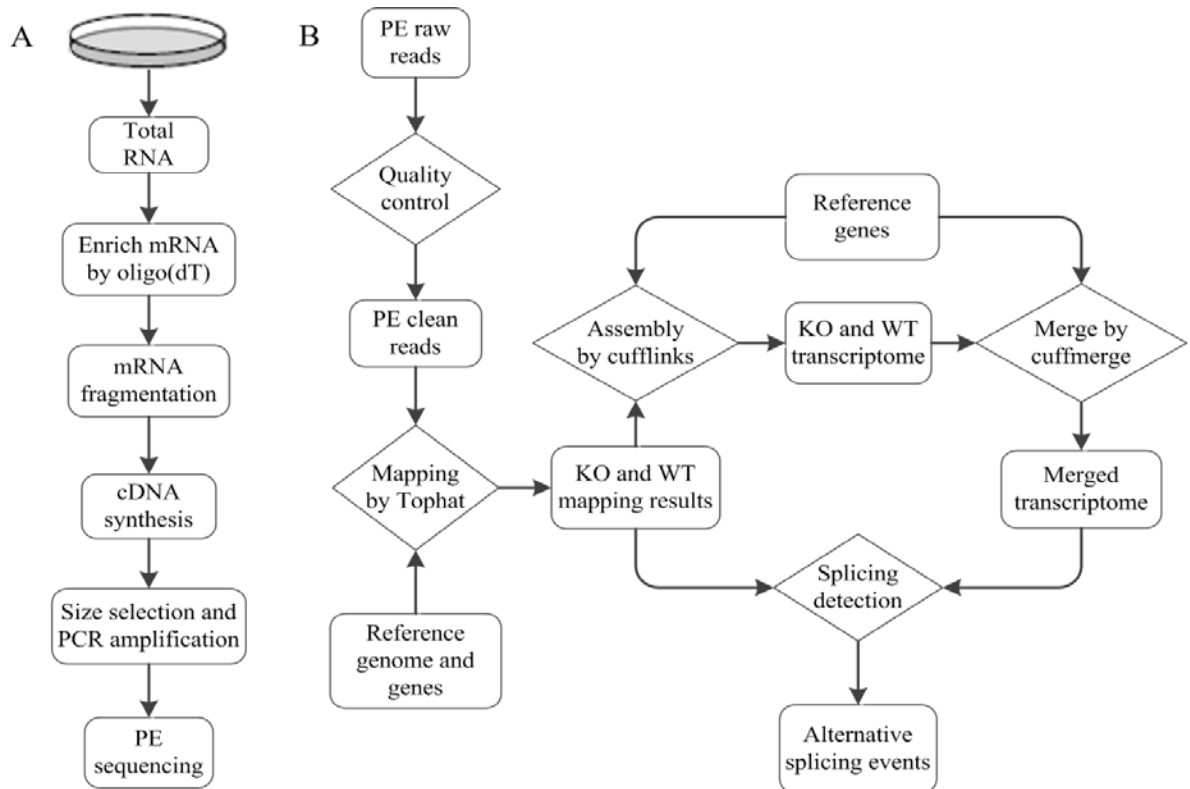 A
Total
RNA
Enrich mRNA
by oligo(dT)
mRNA
fragmentation
cDNA
synthesis
Size selection and
PCR amplification
PE
sequencing
B
PE raw
reads
Quality
control
PE clean
reads
Mapping
by Tophat
Reference
genome and
genes
KO and WT
mapping results
Assembly
by cufflinks
Reference
genes
KO and WT
transcriptome
Merge by
cuffmerge
Merged
transcriptome
Splicing
detection
Alternative
splicing events